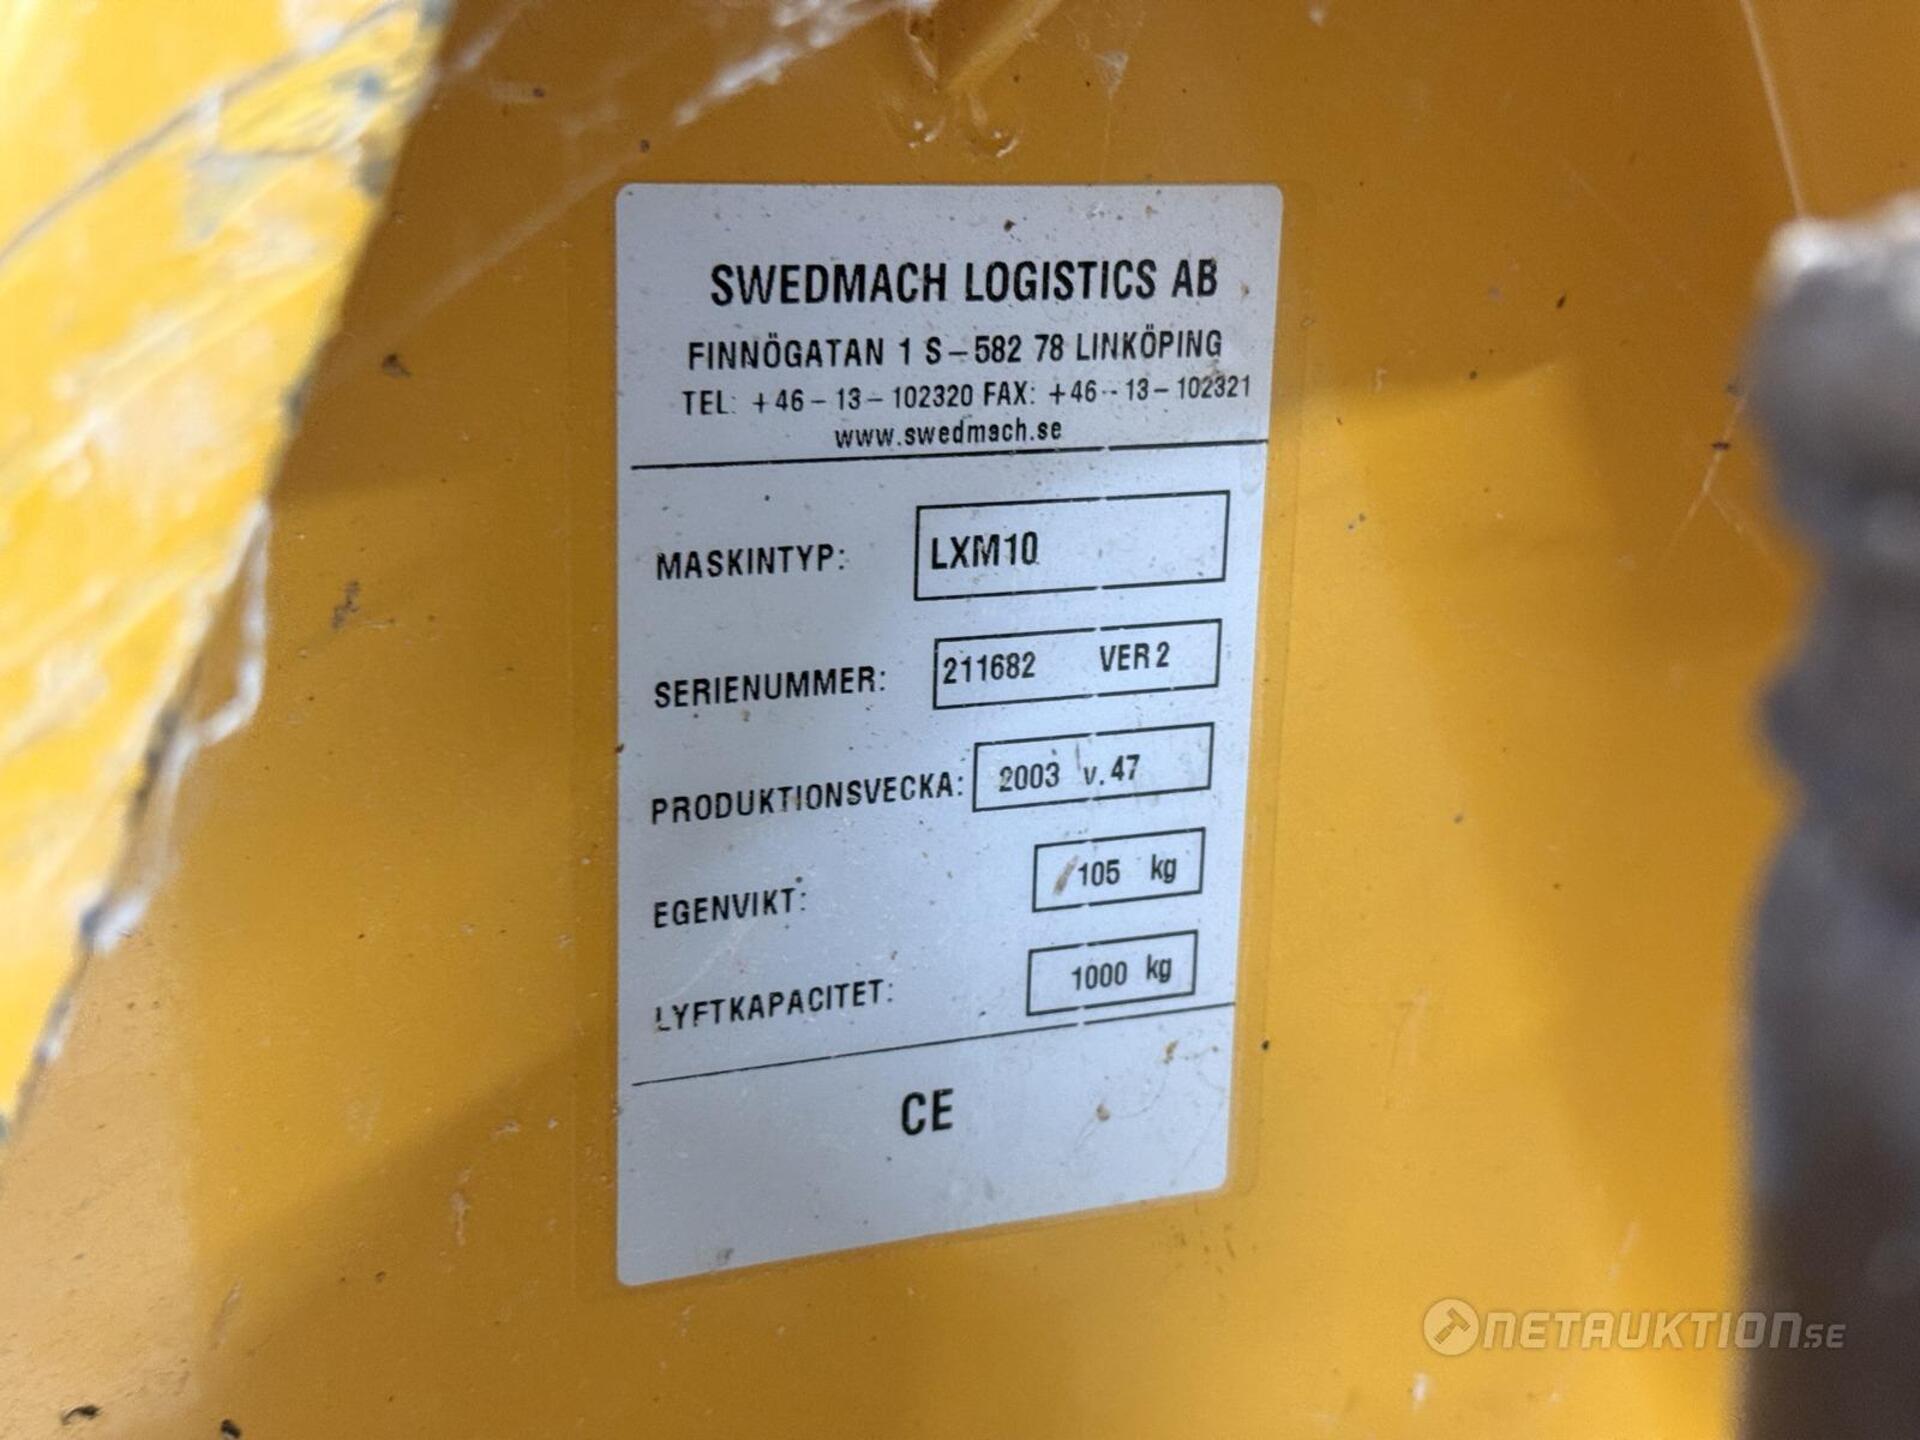 SWEDMACH LOGISTICS AB
FINNÖGATAN 1 S-582 78 LINKÖPING
TEL: +46-13-102320 FAX: +46-13-102321
www.swedmach.se
MASKINTYP: LXM10
SERIENUMMER: 211682 VER 2
PRODUKTIONSVECKA: 2003 v. 47
EGENVIKT: 105 kg
LYFTKAPACITET: 1000 kg
CE
NETAUKTION.SE